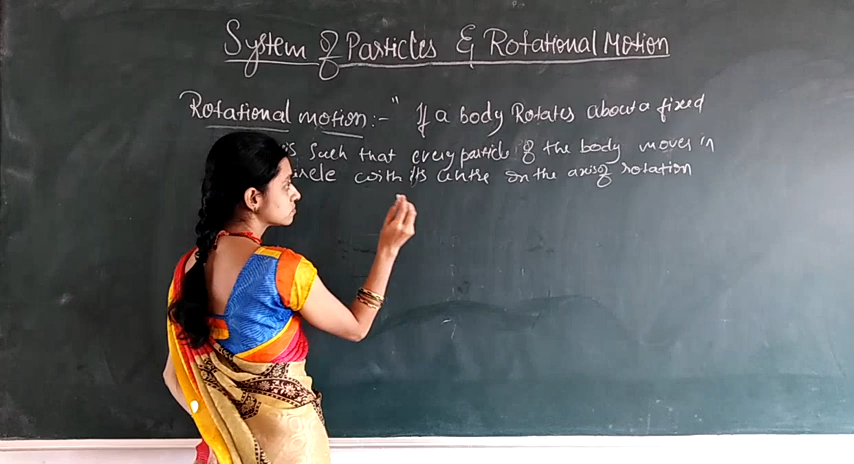 System of Particles & Rotational Motion
Rotational motion:- " If a body Rotates about a fixed
such that every particle of the body moves in
with its centre on the axis of rotation